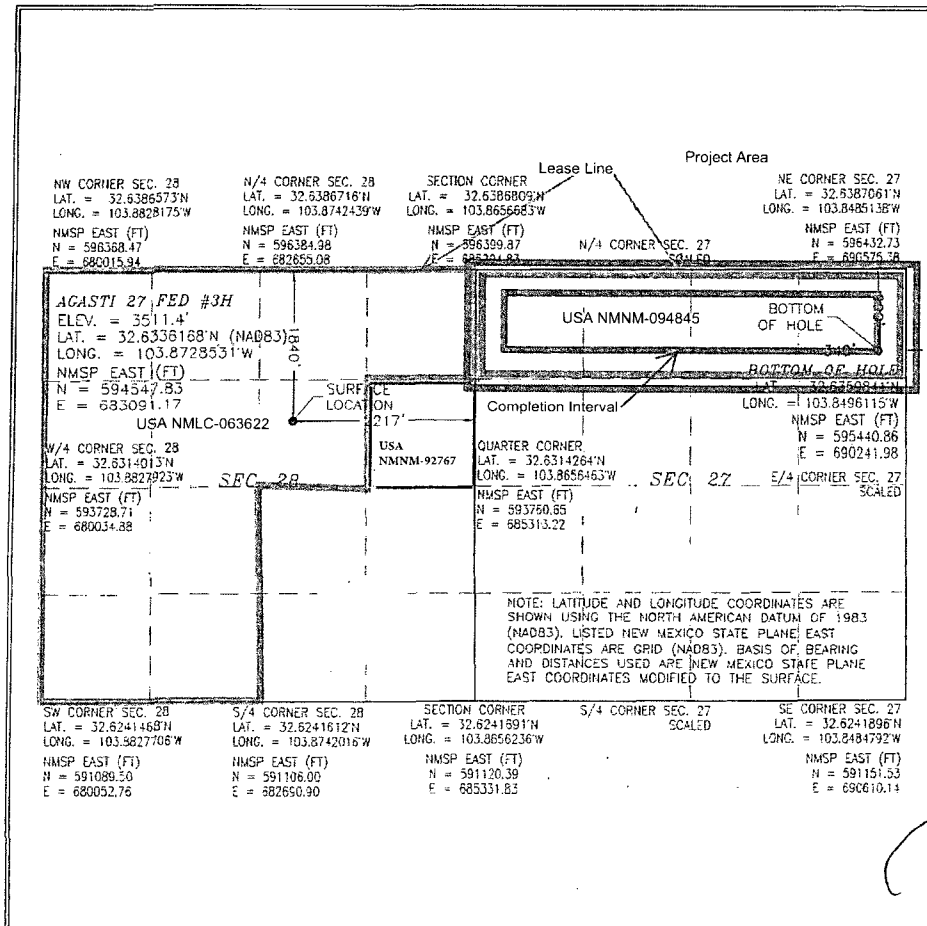 Project Area
Lease Line
NW CORNER SEC. 28
LAT. = 32.6386573'N
LONG. = 103.8828175'W
NMSP EAST (FT)
N = 596368.47
E = 680015.94
N/4 CORNER SEC. 28
LAT. = 32.6386716'N
LONG. = 103.8742439'W
NMSP EAST (FT)
N = 596384.98
E = 682655.08
SECTION CORNER
LAT. = 32.6386809'N
LONG. = 103.8656683'W
NMSP EAST (FT)
N = 596399.87
N/4 CORNER SEC. 27
SCALED
NE CORNER SEC. 27
LAT. = 32.6387061'N
LONG. = 103.8485138'W
NMSP EAST (FT)
N = 596432.73
E = 690575.38
AGASTI 27 FED #3H
ELEV. = 3511.4'
LAT. = 32.6336168'N (NAD83)
LONG. = 103.8728531'W
NMSP EAST (FT)
N = 594547.83
E = 683091.17
1840'
SURFACE
LOCATION
2217'
USA NMLC-063622
USA
NMNM-92767
USA NMNM-094845
BOTTOM
OF HOLE
340'
BOTTOM OF HOLE
LONG. = 103.8496115'W
NMSP EAST (FT)
N = 595440.86
E = 690241.98
Completion Interval
W/4 CORNER SEC. 28
LAT. = 32.6314013'N
LONG. = 103.8827923'W
NMSP EAST (FT)
N = 593728.71
E = 680034.88
SEC. 28
QUARTER CORNER
LAT. = 32.6314264'N
LONG. = 103.8656463'W
NMSP EAST (FT)
N = 593760.65
E = 685313.22
SEC. 27
E/4 CORNER SEC. 27
SCALED
NOTE: LATITUDE AND LONGITUDE COORDINATES ARE
SHOWN USING THE NORTH AMERICAN DATUM OF 1983
(NAD83). LISTED NEW MEXICO STATE PLANE EAST
COORDINATES ARE GRID (NAD83). BASIS OF BEARING
AND DISTANCES USED ARE NEW MEXICO STATE PLANE
EAST COORDINATES MODIFIED TO THE SURFACE.
SW CORNER SEC. 28
LAT. = 32.6241468'N
LONG. = 103.8827706'W
NMSP EAST (FT)
N = 591089.50
E = 680052.76
S/4 CORNER SEC. 28
LAT. = 32.6241612'N
LONG. = 103.8742016'W
NMSP EAST (FT)
N = 591106.00
E = 682690.90
SECTION CORNER
LAT. = 32.6241691'N
LONG. = 103.8656236'W
NMSP EAST (FT)
N = 591120.39
E = 685331.83
S/4 CORNER SEC. 27
SCALED
SE CORNER SEC. 27
LAT. = 32.6241896'N
LONG. = 103.8484792'W
NMSP EAST (FT)
N = 591151.53
E = 690610.14